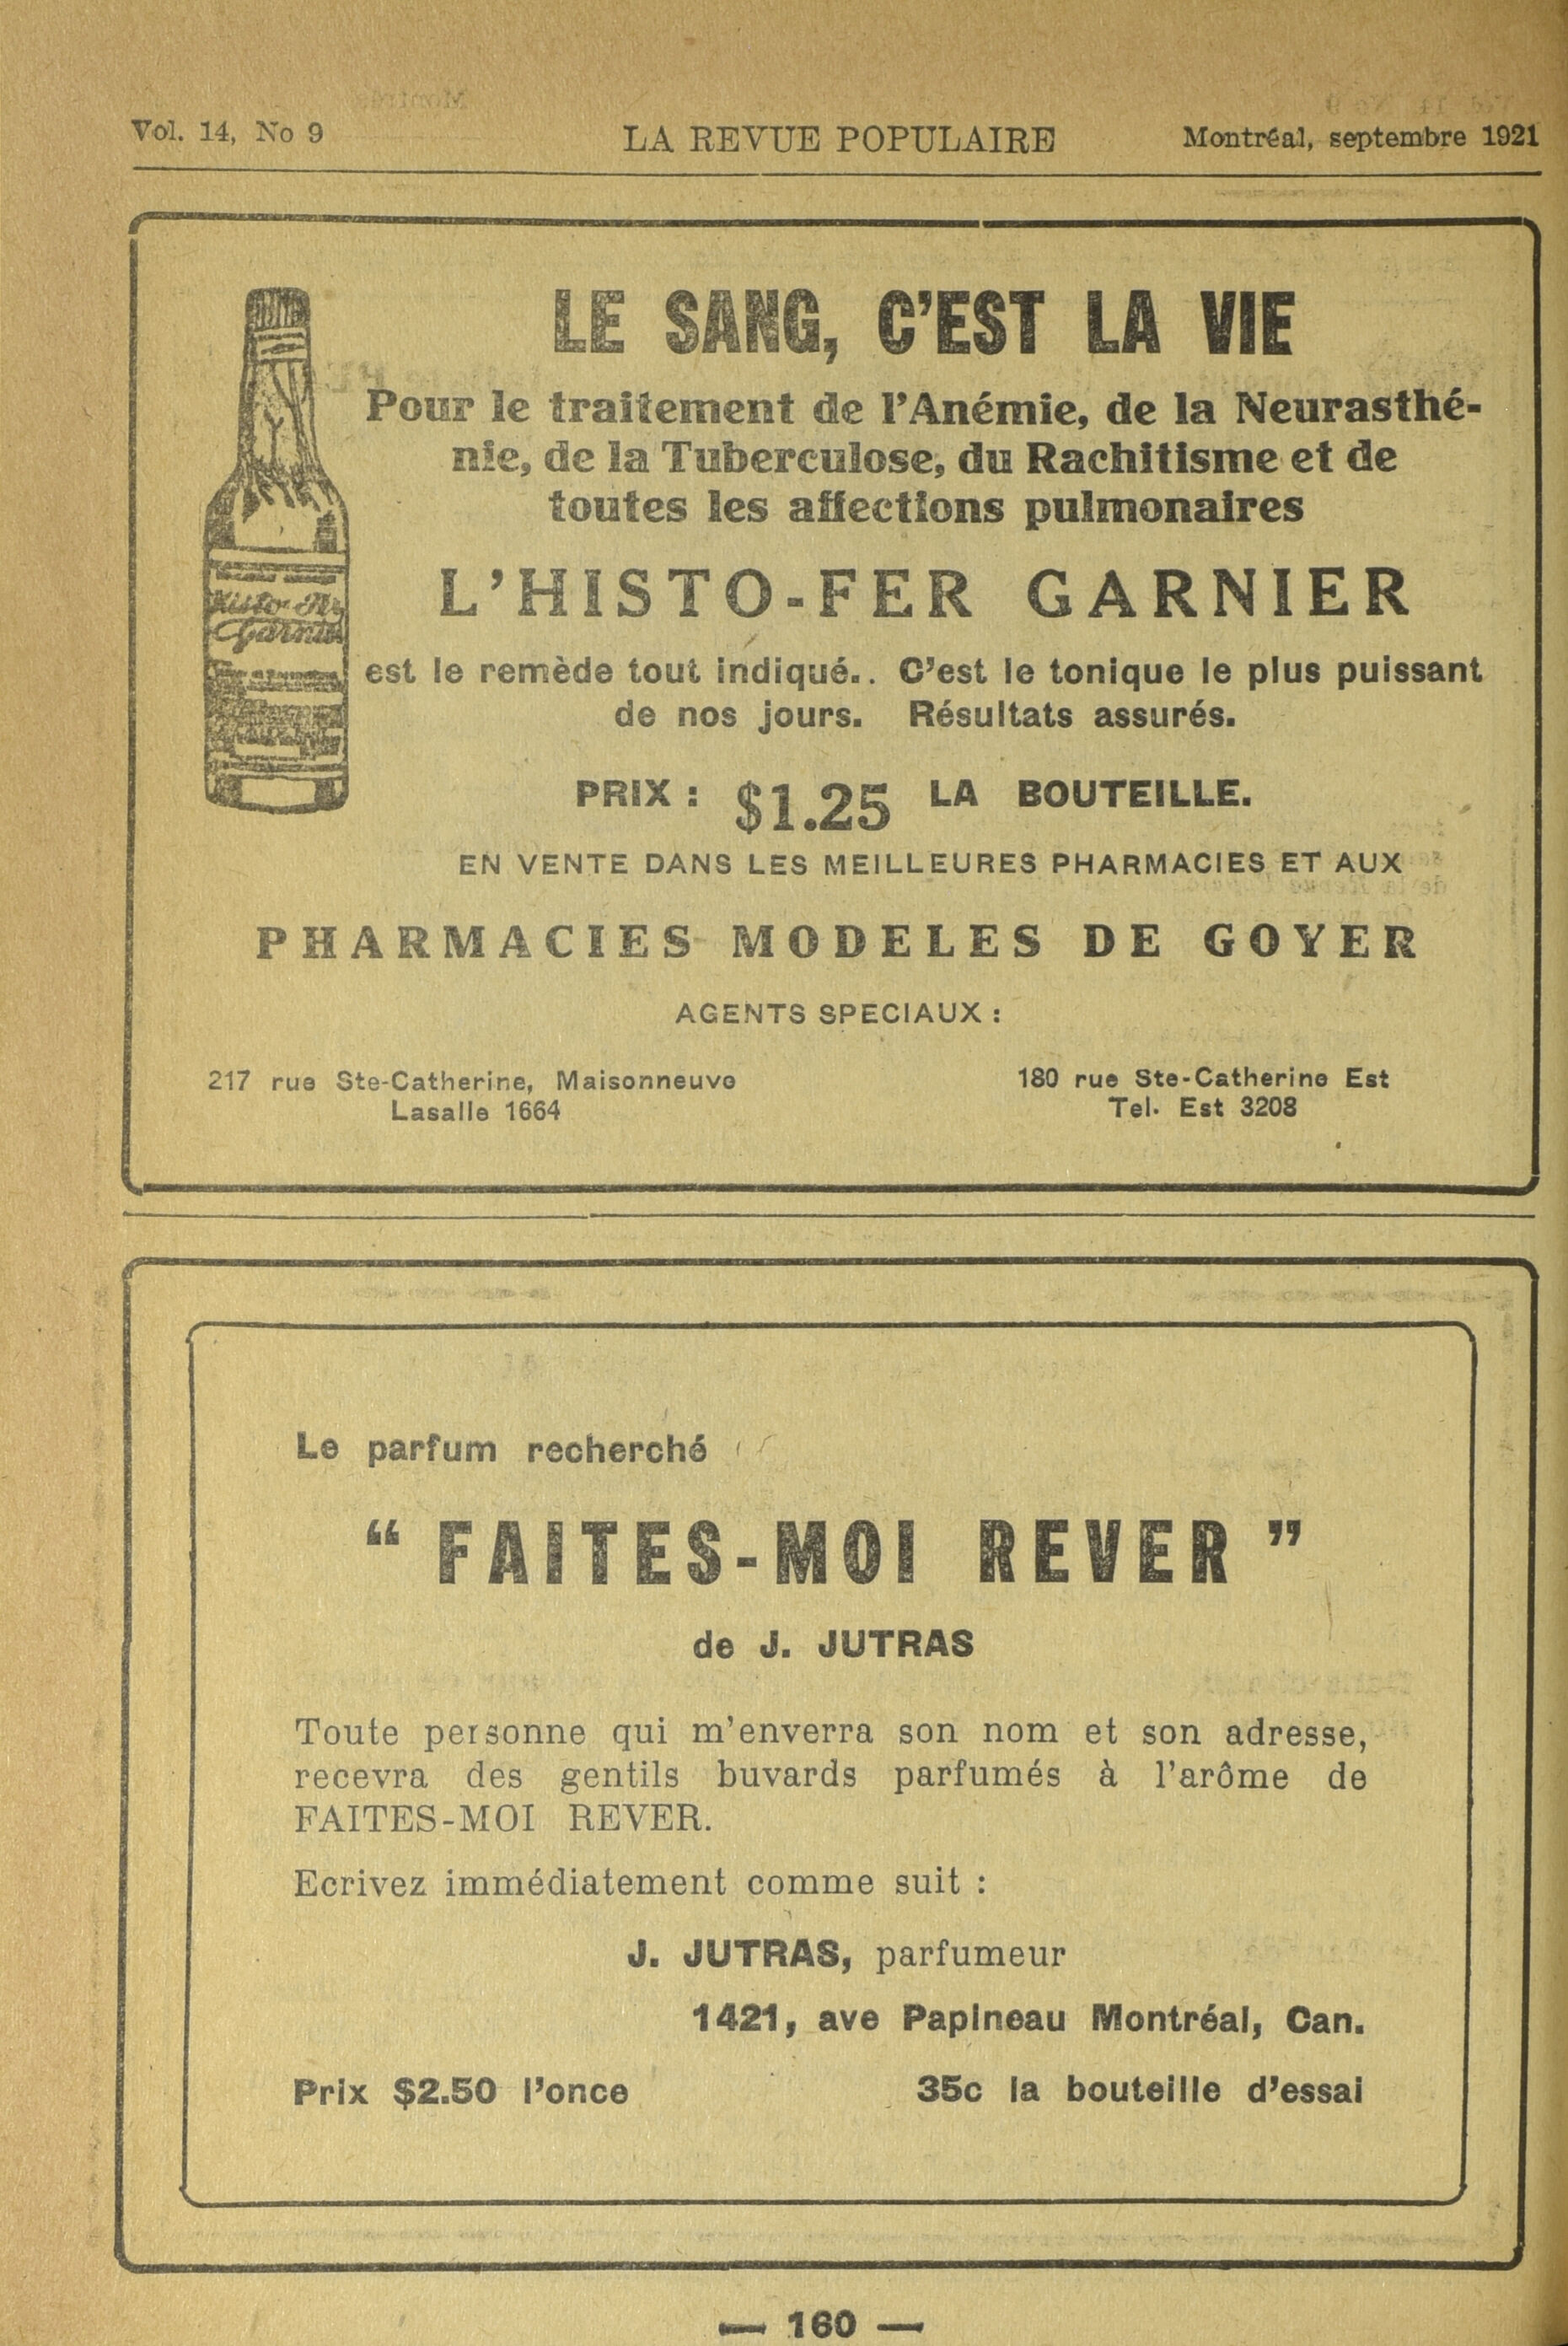 Vol. 14, No 9 LA REVUE POPULAIRE Montréal, septembre 1921
LE SANG, C'EST LA VIE
Pour le traitement de l'Anémie, de la Neurasthé-
nie, de la Tuberculose, du Rachitisme et de
toutes les affections pulmonaires
Histo-Fer
Garnier
L'HISTO-FER GARNIER
est le remède tout indiqué.. C'est le tonique le plus puissant
de nos jours. Résultats assurés.
PRIX : $1.25 LA BOUTEILLE.
EN VENTE DANS LES MEILLEURES PHARMACIES ET AUX
PHARMACIES MODELES DE GOYER
AGENTS SPECIAUX :
217 rue Ste-Catherine, Maisonneuve
Lasalle 1664
180 rue Ste-Catherine Est
Tel. Est 3208
Le parfum recherché
" FAITES-MOI REVER "
de J. JUTRAS
Toute personne qui m'enverra son nom et son adresse,
recevra des gentils buvards parfumés à l'arôme de
FAITES-MOI REVER.
Ecrivez immédiatement comme suit :
J. JUTRAS, parfumeur
1421, ave Papineau Montréal, Can.
Prix $2.50 l'once 35c la bouteille d'essai
— 160 —